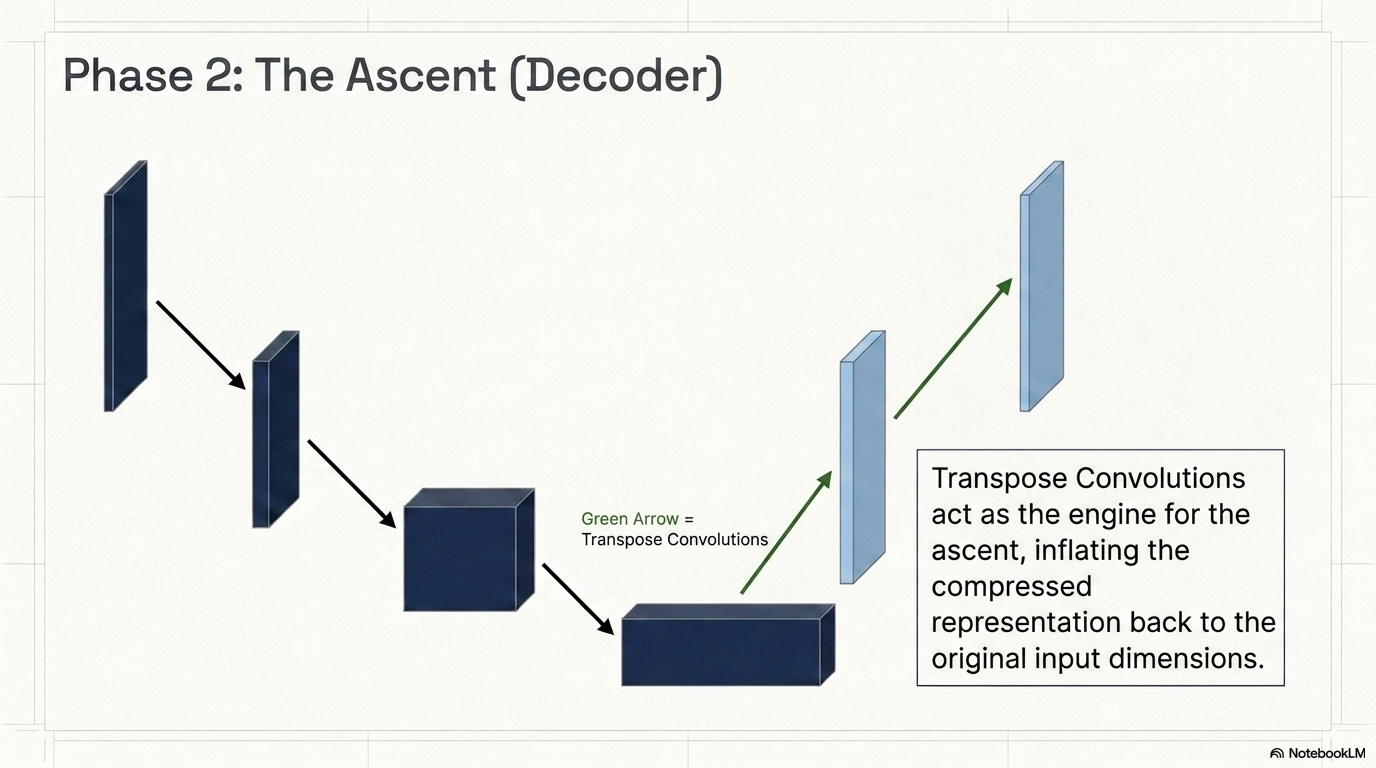 Phase 2: The Ascent (Decoder)
Green Arrow =
Transpose Convolutions
Transpose Convolutions
act as the engine for the
ascent, inflating the
compressed
representation back to the
original input dimensions.
NotebookLM